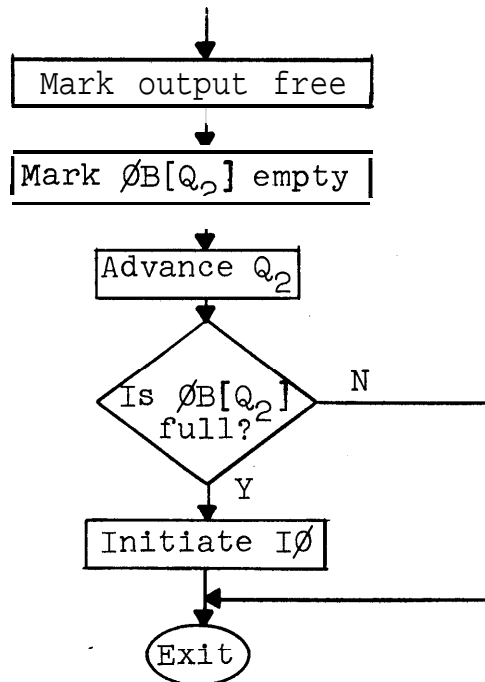 Mark output free
Mark ØB[Q₂] empty
Advance Q₂
Is ØB[Q₂]
full?
N
Y
Initiate IØ
Exit